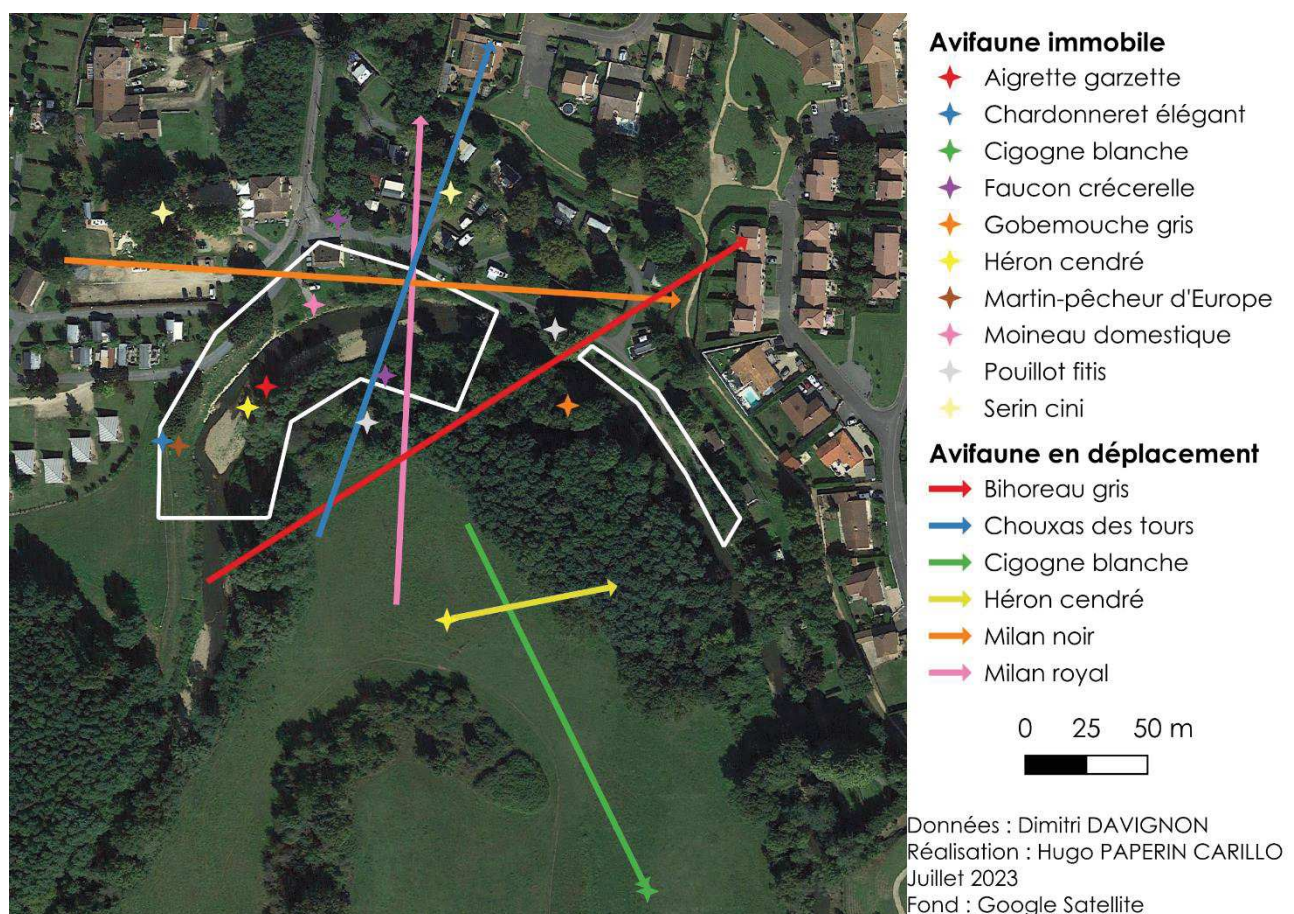 Avifaune immobile
Aigrette garzette
Chardonneret élégant
Cigogne blanche
Faucon crécerelle
Gobemouche gris
Héron cendré
Martin-pêcheur d'Europe
Moineau domestique
Pouillot fitis
Serin cini
Avifaune en déplacement
Bihoreau gris
Chouxas des tours
Cigogne blanche
Héron cendré
Milan noir
Milan royal
0 25 50 m
Données : Dimitri DAVIGNON
Réalisation : Hugo PAPERIN CARILLO
Juillet 2023
Fond : Google Satellite